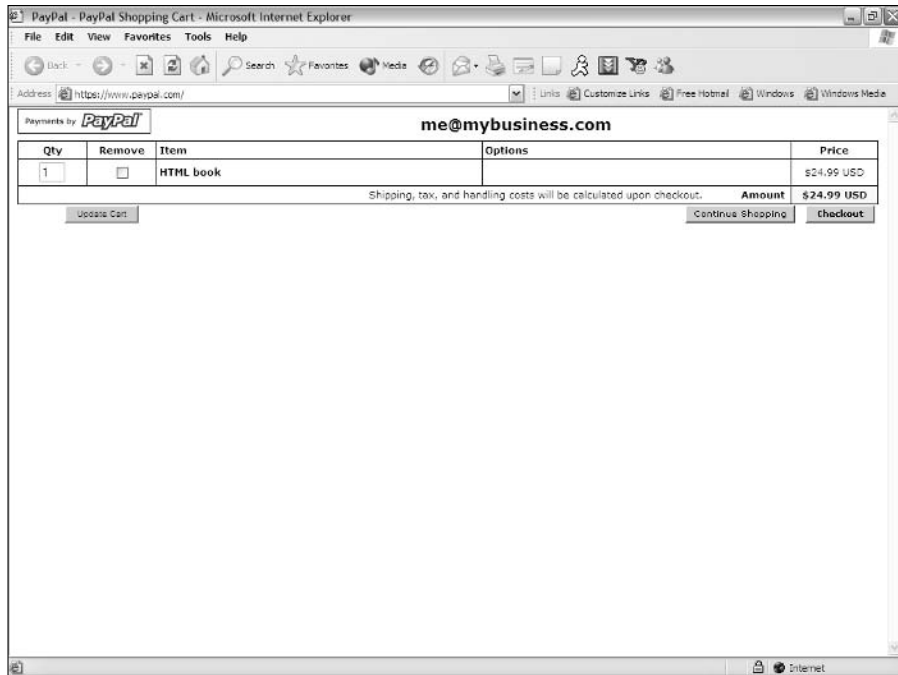 PayPal - PayPal Shopping Cart - Microsoft Internet Explorer
File Edit View Favorites Tools Help
Back Search Favorites Media
Address https://www.paypal.com/ Links Customize Links Free Hotmail Windows Windows Media
Payments by PayPal me@mybusiness.com
Qty Remove Item Options Price
1 HTML book $24.99 USD
Shipping, tax, and handling costs will be calculated upon checkout. Amount $24.99 USD
Update Cart Continue Shopping Checkout
Internet